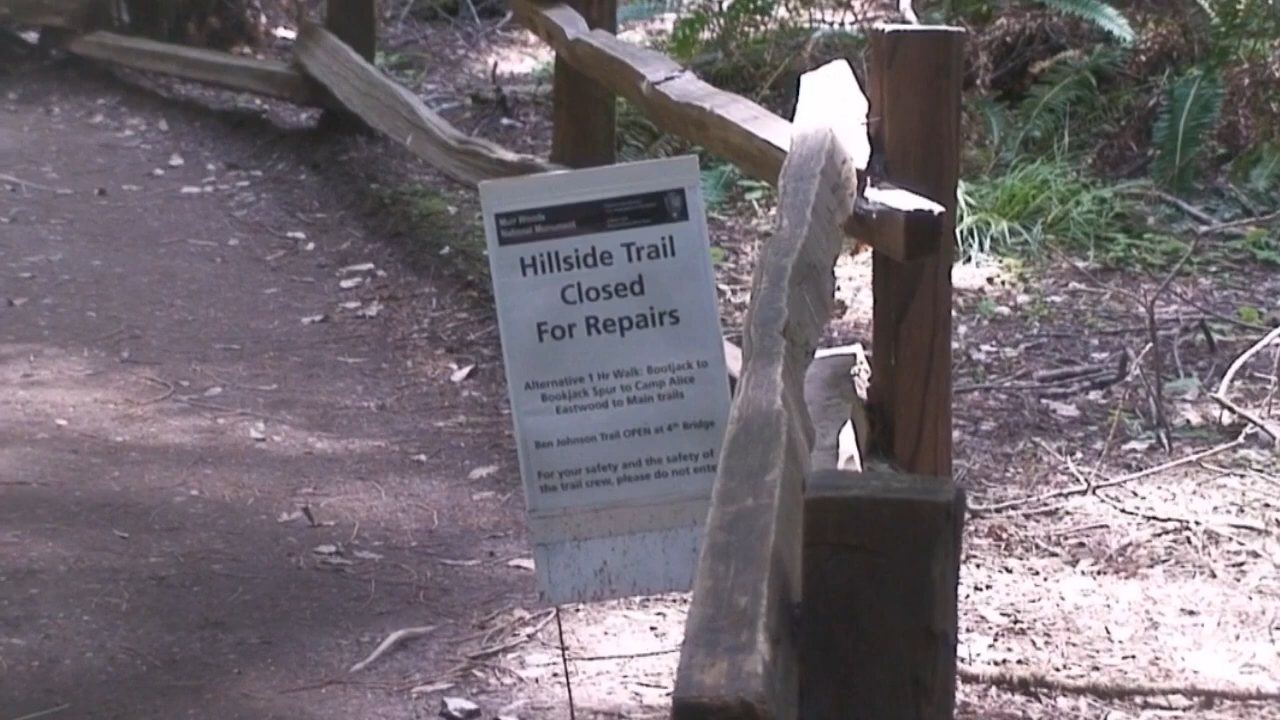 Muir Woods
National Monument
Hillside Trail
Closed
For Repairs
Alternative 1 Hr Walk: Bootjack to
Bookjack Spur to Camp Alice
Eastwood to Main trails
Ben Johnson Trail OPEN at 4th Bridge
For your safety and the safety of
the trail crew, please do not ente